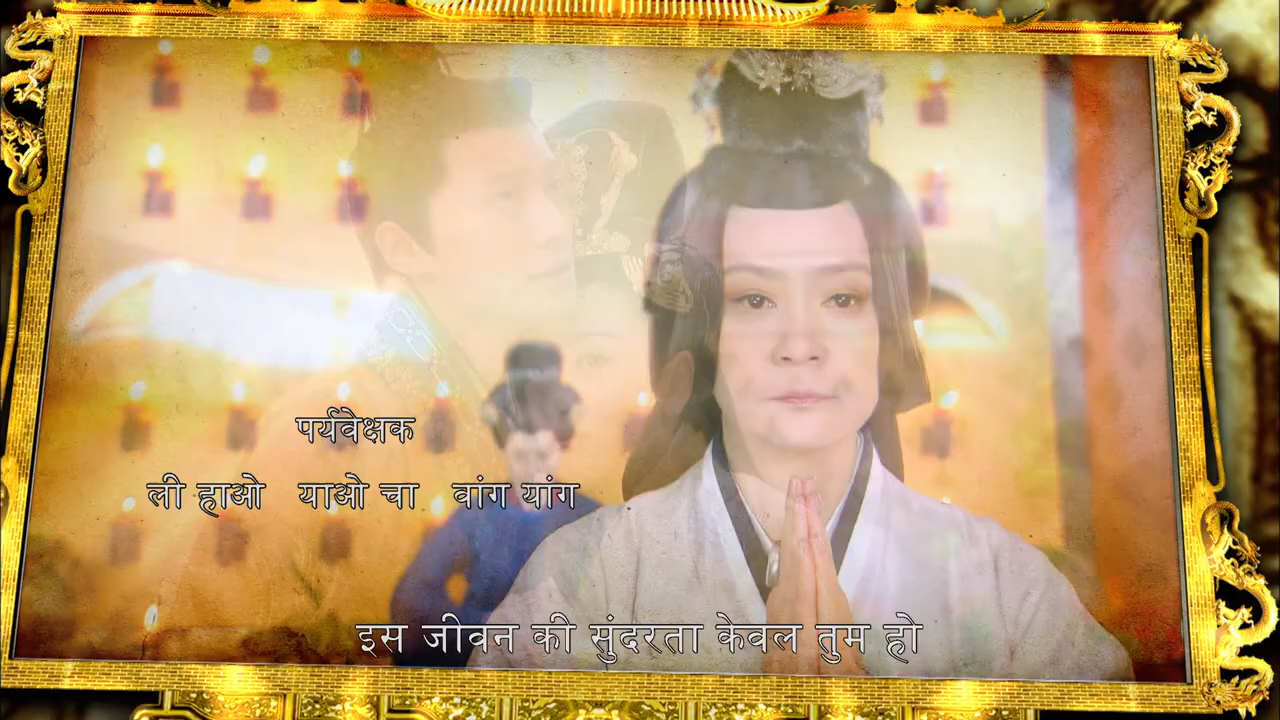 पर्यवेक्षक
ली हाओ याओ चा वांग यांग
इस जीवन की सुंदरता केवल तुम हो